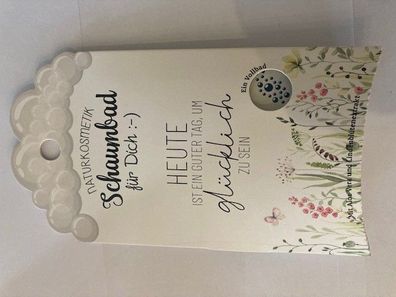 NATURKOSMETIK
Schaumbad
für Dich :-)
HEUTE
IST EIN GUTER TAG, UM
glücklich
ZU SEIN
Ein Vollbad